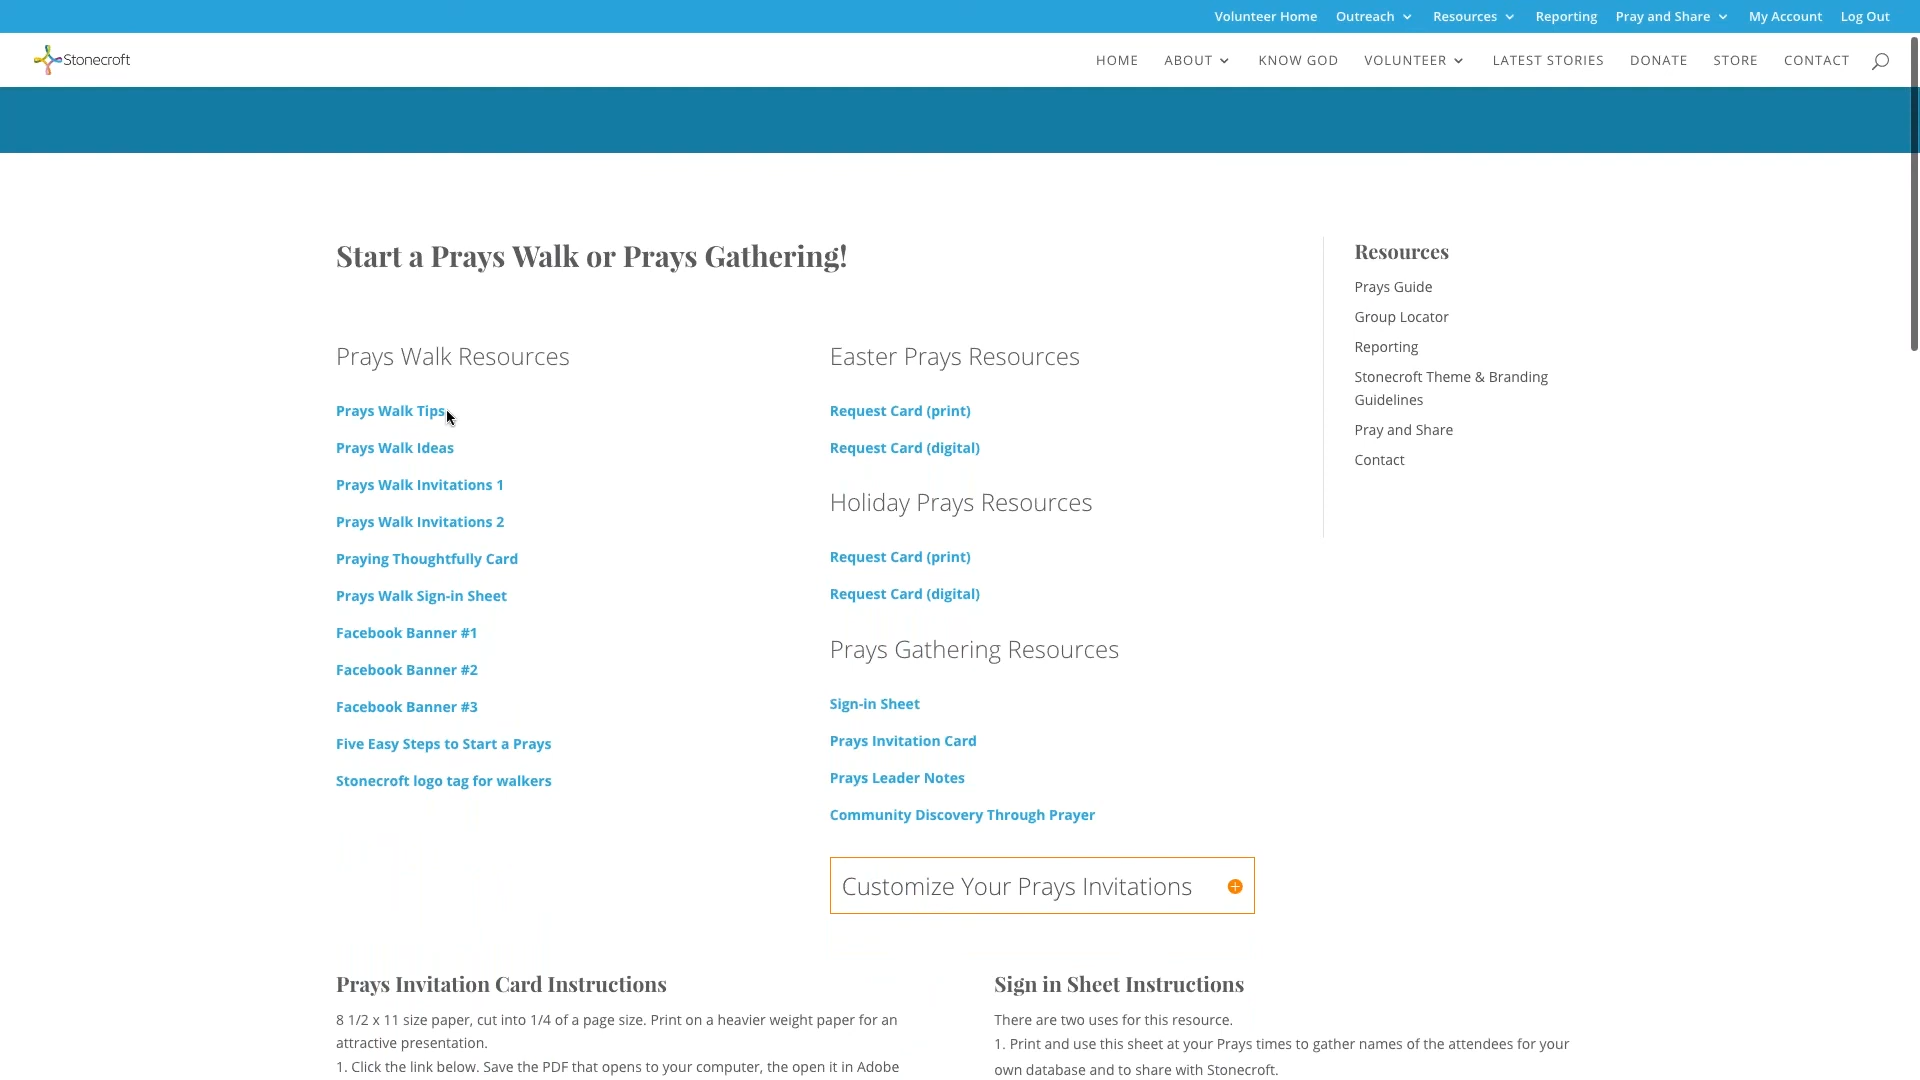 Volunteer Home Outreach Resources Reporting Pray and Share My Account Log Out
Stonecroft
HOME ABOUT KNOW GOD VOLUNTEER LATEST STORIES DONATE STORE CONTACT
Start a Prays Walk or Prays Gathering!
Prays Walk Resources
Prays Walk Tips
Prays Walk Ideas
Prays Walk Invitations 1
Prays Walk Invitations 2
Praying Thoughtfully Card
Prays Walk Sign-in Sheet
Facebook Banner #1
Facebook Banner #2
Facebook Banner #3
Five Easy Steps to Start a Prays
Stonecroft logo tag for walkers
Easter Prays Resources
Request Card (print)
Request Card (digital)
Holiday Prays Resources
Request Card (print)
Request Card (digital)
Prays Gathering Resources
Sign-in Sheet
Prays Invitation Card
Prays Leader Notes
Community Discovery Through Prayer
Customize Your Prays Invitations
Resources
Prays Guide
Group Locator
Reporting
Stonecroft Theme & Branding
Guidelines
Pray and Share
Contact
Prays Invitation Card Instructions
8 1/2 x 11 size paper, cut into 1/4 of a page size. Print on a heavier weight paper for an
attractive presentation.
1. Click the link below. Save the PDF that opens to your computer, the open it in Adobe
Sign in Sheet Instructions
There are two uses for this resource.
1. Print and use this sheet at your Prays times to gather names of the attendees for your
own database and to share with Stonecroft.